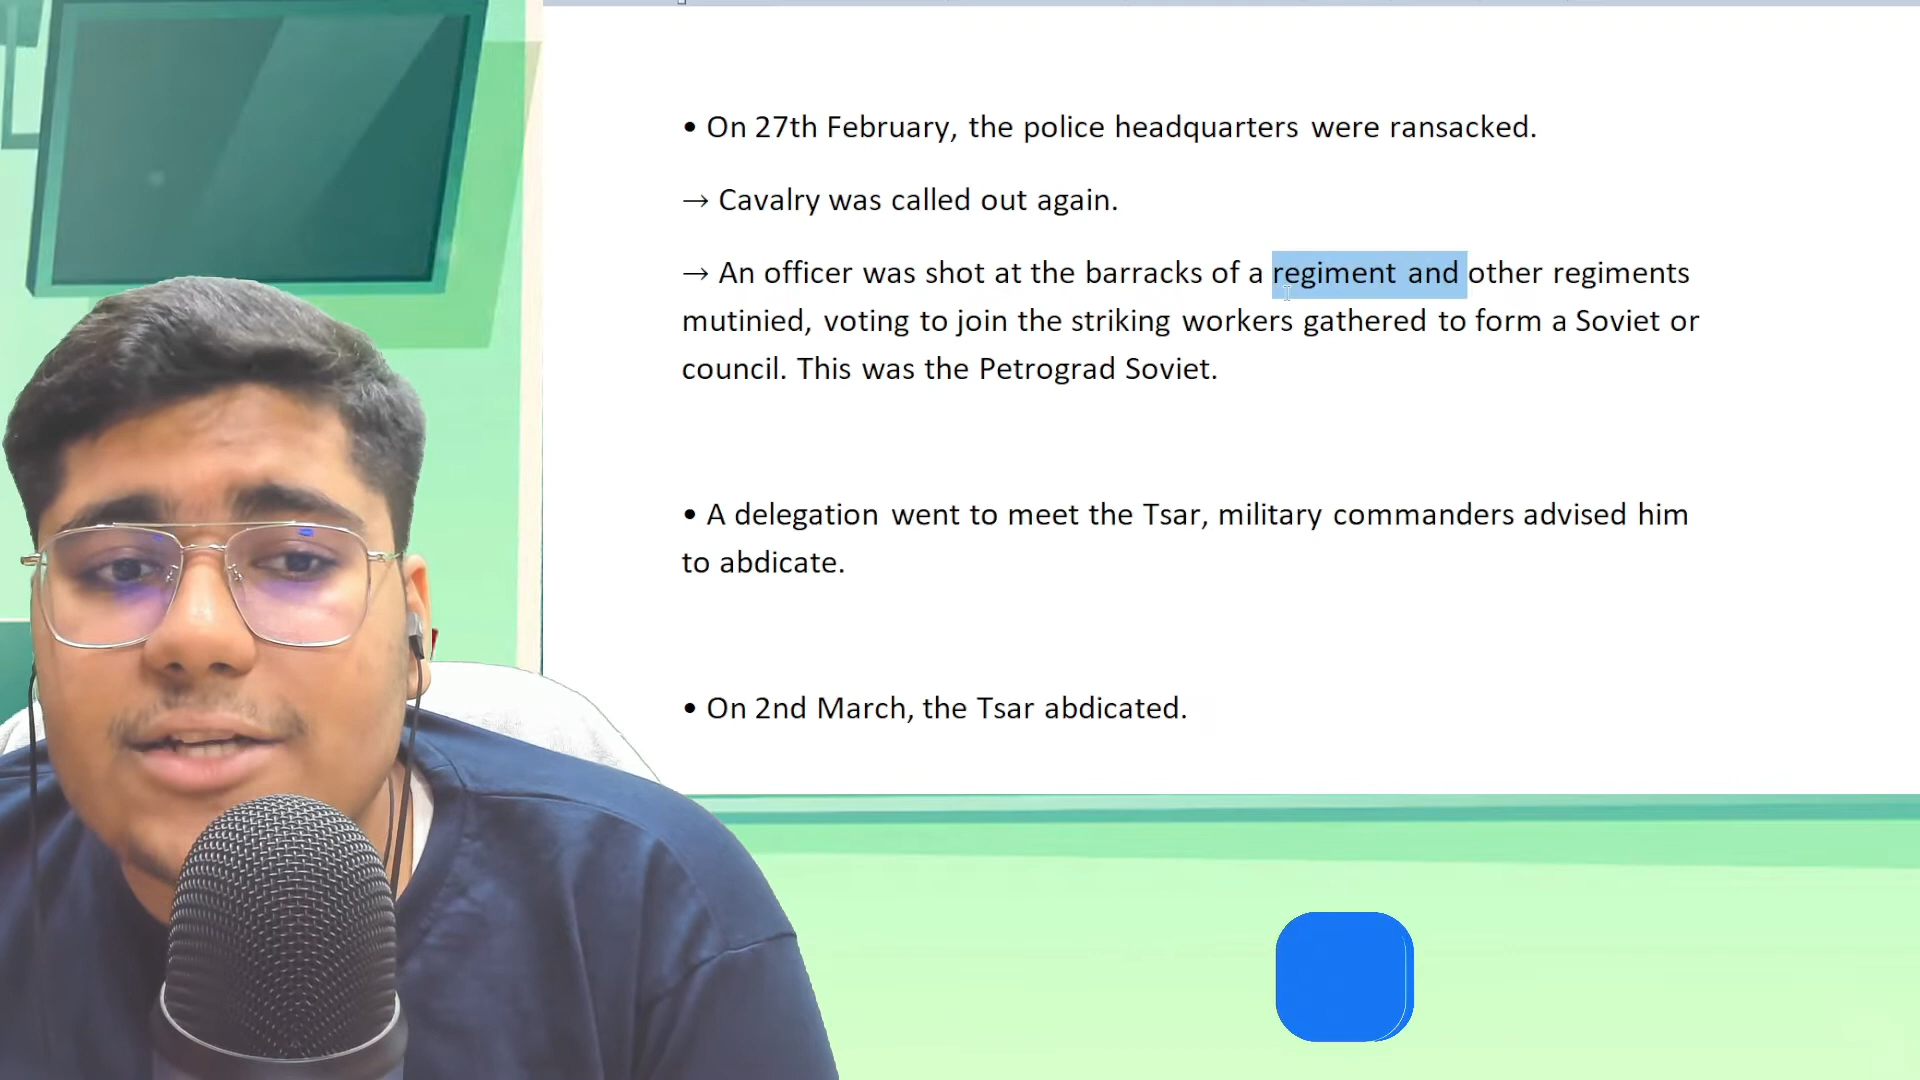 • On 27th February, the police headquarters were ransacked.
→ Cavalry was called out again.
→ An officer was shot at the barracks of a regiment and other regiments
mutinied, voting to join the striking workers gathered to form a Soviet or
council. This was the Petrograd Soviet.
• A delegation went to meet the Tsar, military commanders advised him
to abdicate.
• On 2nd March, the Tsar abdicated.